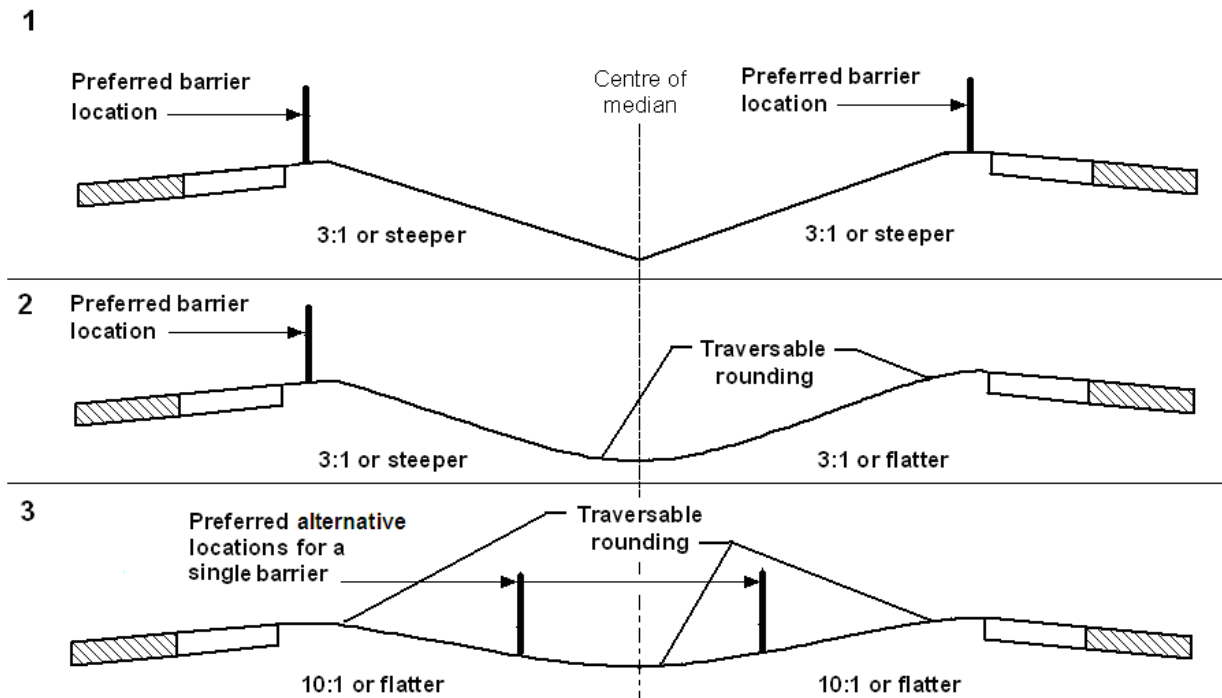 1
Preferred barrier
location
Centre of
median
Preferred barrier
location
3:1 or steeper
3:1 or steeper
2
Preferred barrier
location
Traversable
rounding
3:1 or steeper
3:1 or flatter
3
Preferred alternative
locations for a
single barrier
Traversable
rounding
10:1 or flatter
10:1 or flatter